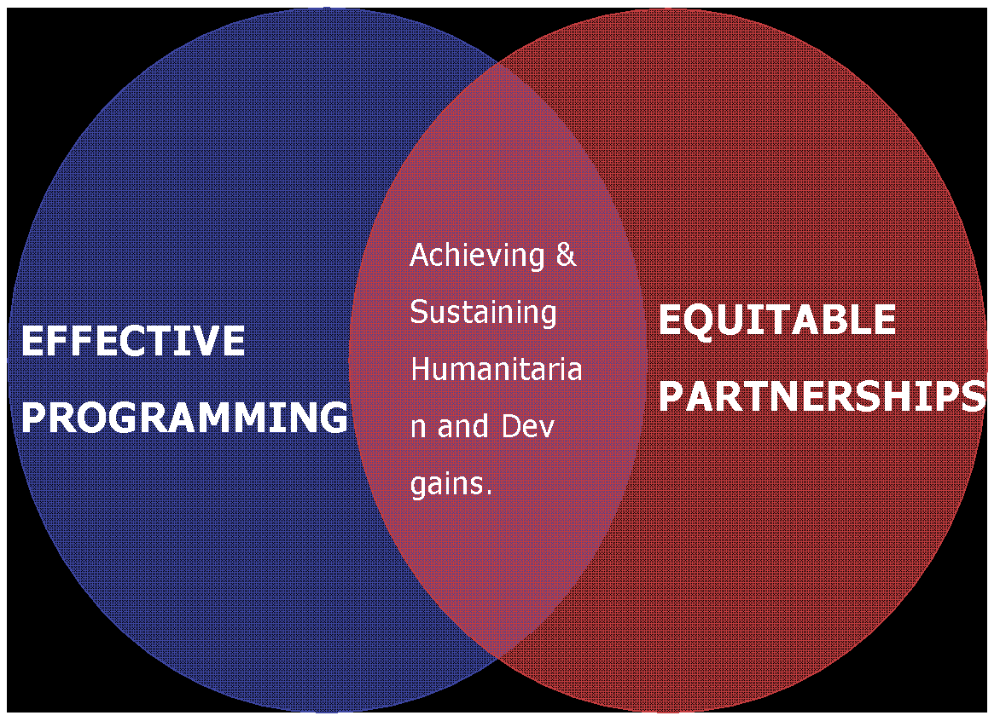 EFFECTIVE
PROGRAMMING
Achieving &
Sustaining
Humanitaria
n and Dev
gains.
EQUITABLE
PARTNERSHIPS